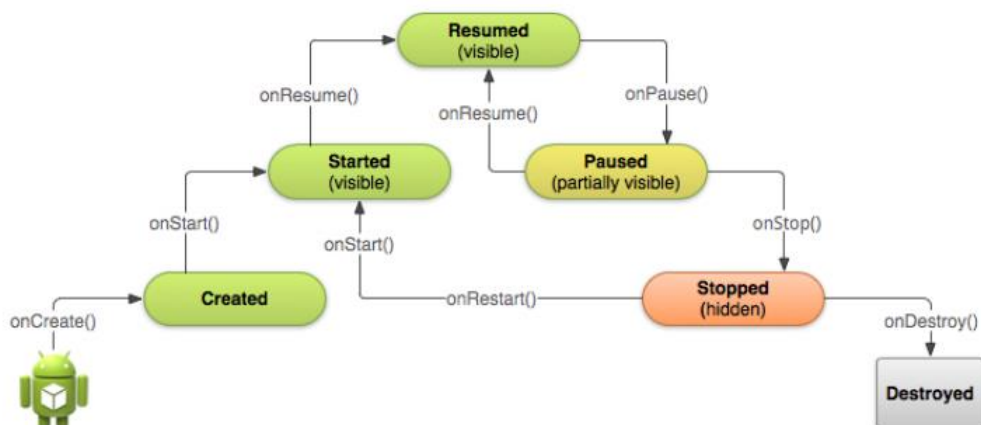 Resumed
(visible)
onResume()
onResume()
onPause()
Started
(visible)
Paused
(partially visible)
onStart()
onStart()
onStop()
Created
onRestart()
Stopped
(hidden)
onCreate()
onDestroy()
Destroyed